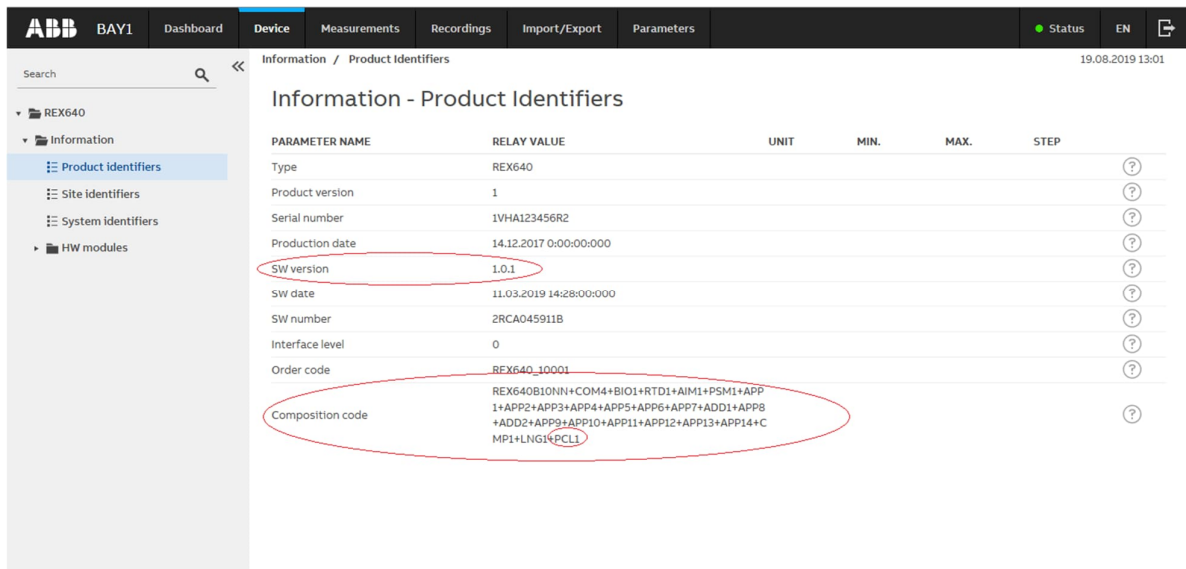 ABB BAY1 Dashboard Device Measurements Recordings Import/Export Parameters Status EN
Search
Information / Product Identifiers 19.08.2019 13:01
Information - Product Identifiers
REX640
Information
Product identifiers
Site identifiers
System identifiers
HW modules
PARAMETER NAME RELAY VALUE UNIT MIN. MAX. STEP
Type REX640 ?
Product version 1 ?
Serial number 1VHA123456R2 ?
Production date 14.12.2017 0:00:00:000 ?
SW version 1.0.1 ?
SW date 11.03.2019 14:28:00:000 ?
SW number 2RCA045911B ?
Interface level 0 ?
Order code REX640_10001 ?
Composition code ?
REX640B10NN+COM4+BIO1+RTD1+AIM1+PSM1+APP
1+APP2+APP3+APP4+APP5+APP6+APP7+ADD1+APP8
+ADD2+APP9+APP10+APP11+APP12+APP13+APP14+C
MP1+LNG1+PCL1